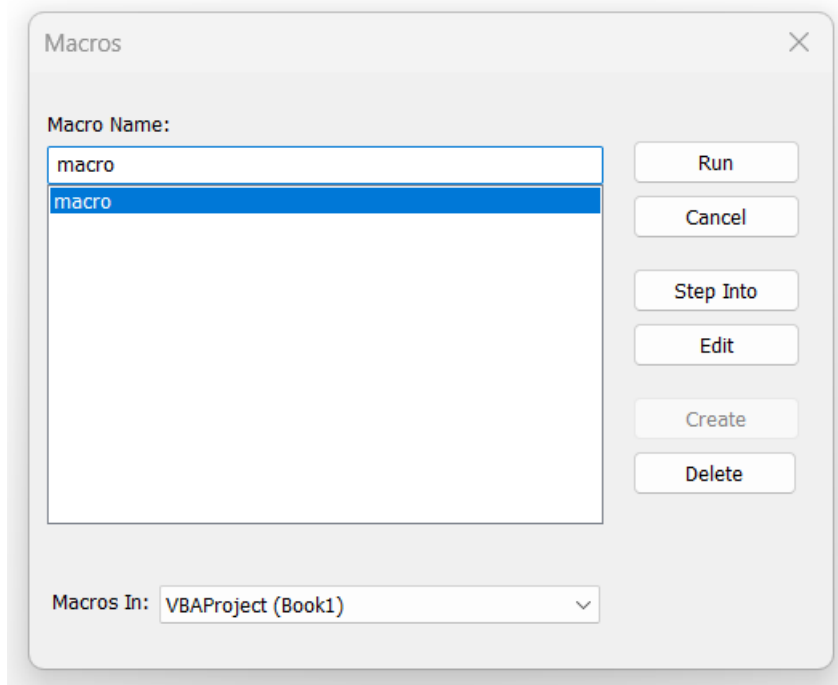 Macros
Macro Name:
macro
Run
macro
Cancel
Step Into
Edit
Create
Delete
Macros In: VBAProject (Book1)